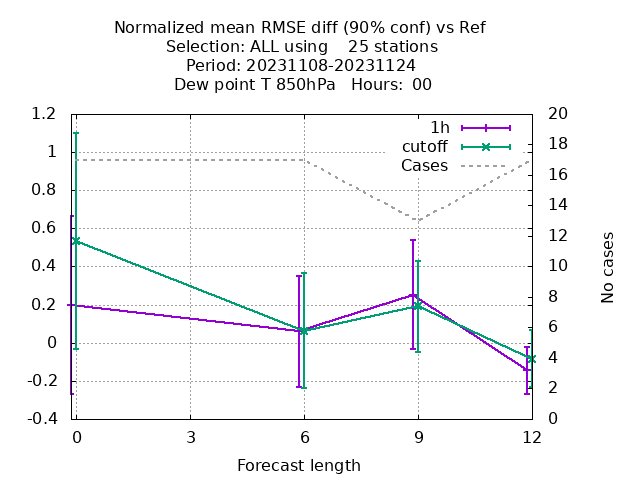 Normalized mean RMSE diff (90% conf) vs Ref
Selection: ALL using    25 stations
Period: 20231108-20231124
Dew point T 850hPa   Hours: 00
1.2
1
0.8
0.6
0.4
0.2
0
-0.2
-0.4
20
18
16
14
12
10
8
6
4
2
0
1h
cutoff
Cases
No cases
0
3
6
9
12
Forecast length